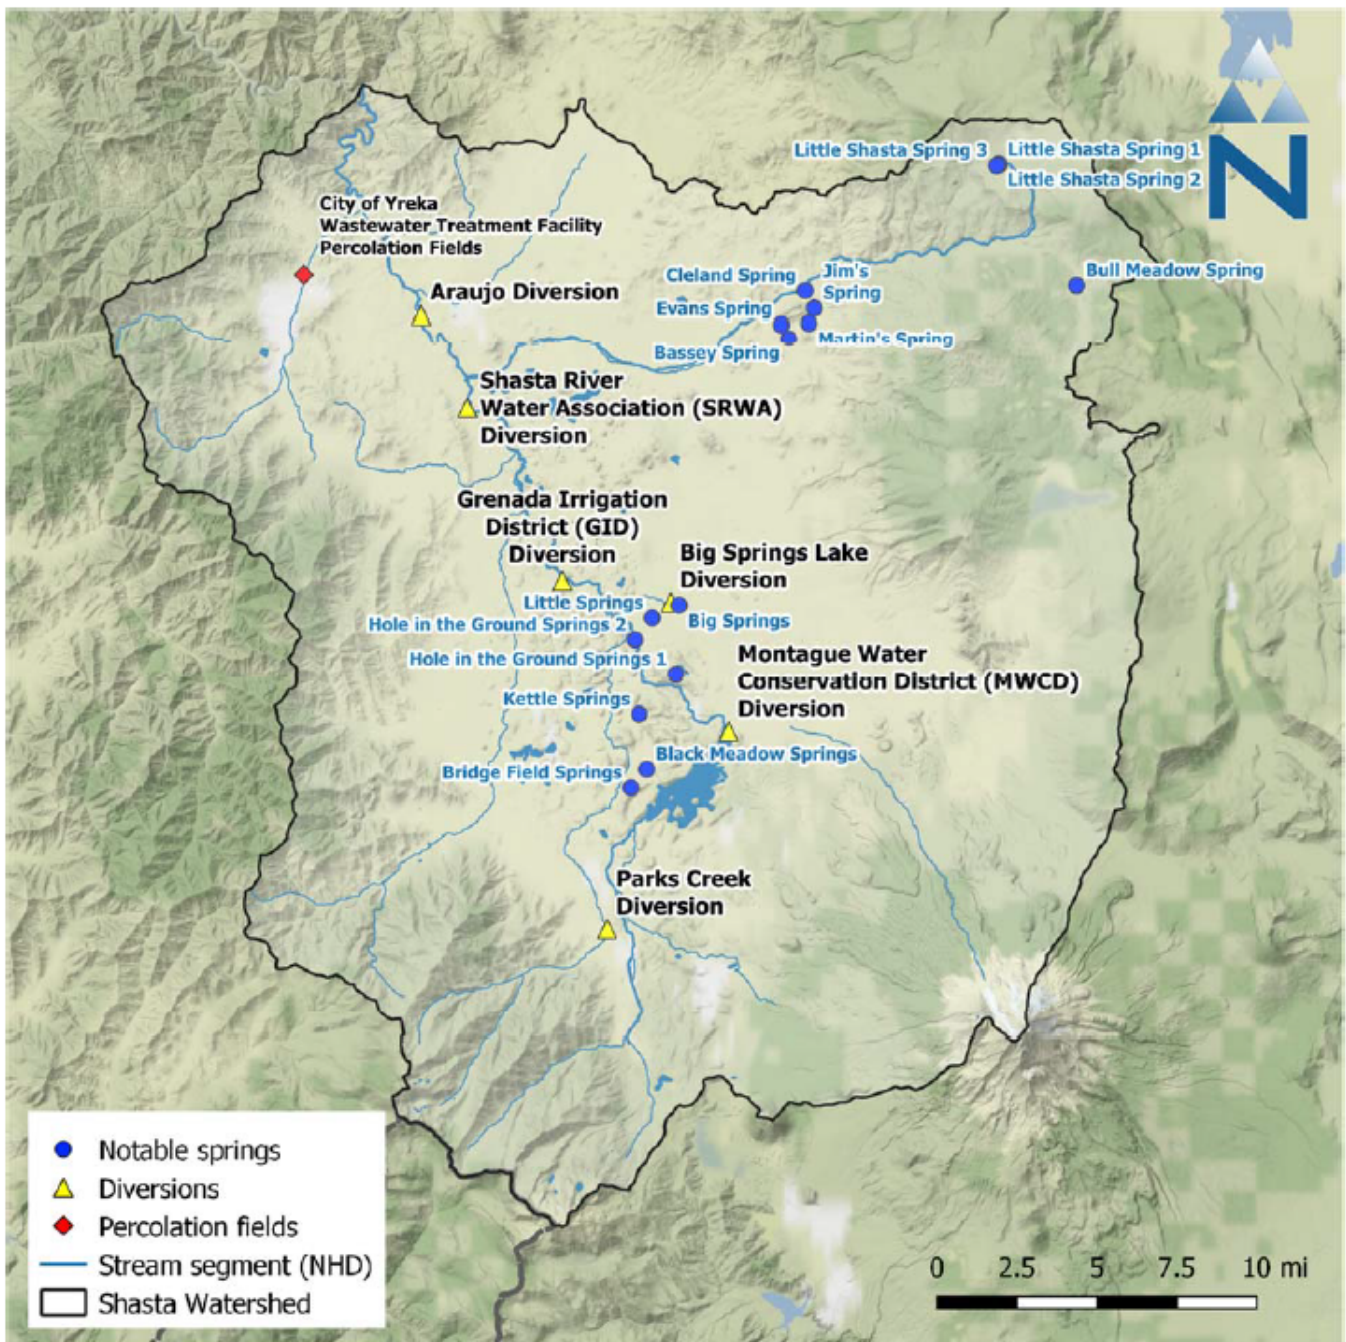 N
Little Shasta Spring 3
Little Shasta Spring 1
Little Shasta Spring 2
City of Yreka
Wastewater Treatment Facility
Percolation Fields
Cleland Spring
Jim's
Spring
Bull Meadow Spring
Araujo Diversion
Evans Spring
Martin's Spring
Bassey Spring
Shasta River
Water Association (SRWA)
Diversion
Grenada Irrigation
District (GID)
Diversion
Big Springs Lake
Diversion
Little Springs
Big Springs
Hole in the Ground Springs 2
Hole in the Ground Springs 1
Montague Water
Conservation District (MWCD)
Diversion
Kettle Springs
Black Meadow Springs
Bridge Field Springs
Parks Creek
Diversion
Notable springs
Diversions
Percolation fields
Stream segment (NHD)
Shasta Watershed
0 2.5 5 7.5 10 mi